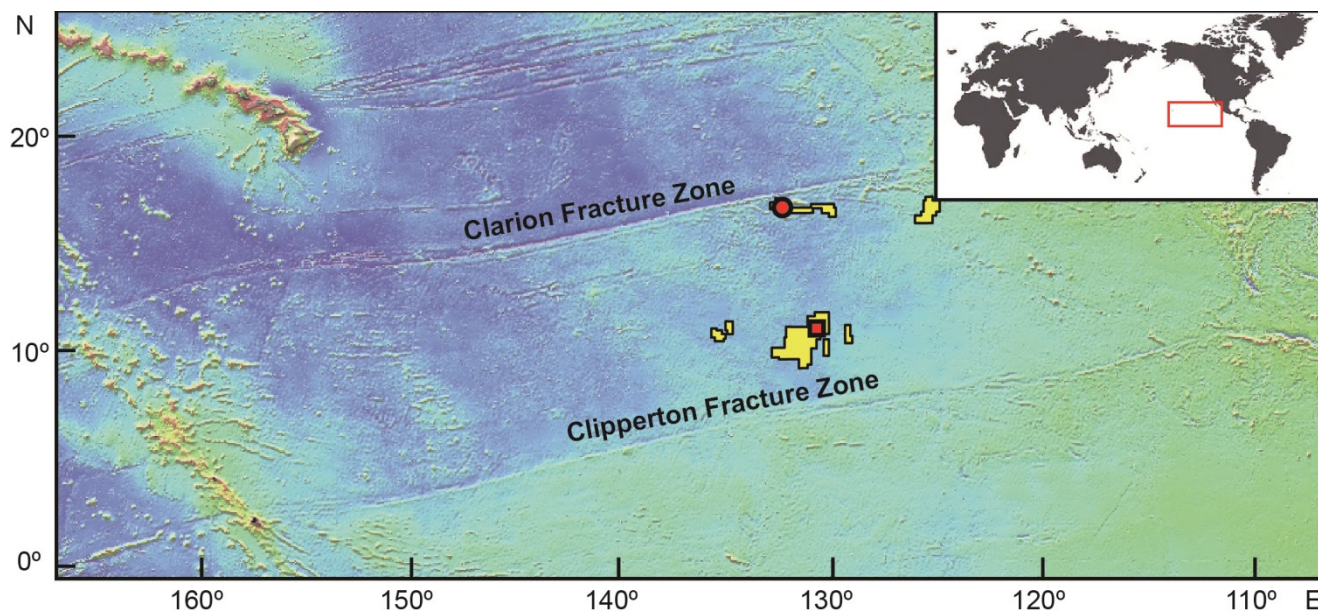 N
20º
Clarion Fracture Zone
10º
Clipperton Fracture Zone
0º
160º 150º 140º 130º 120º 110º E